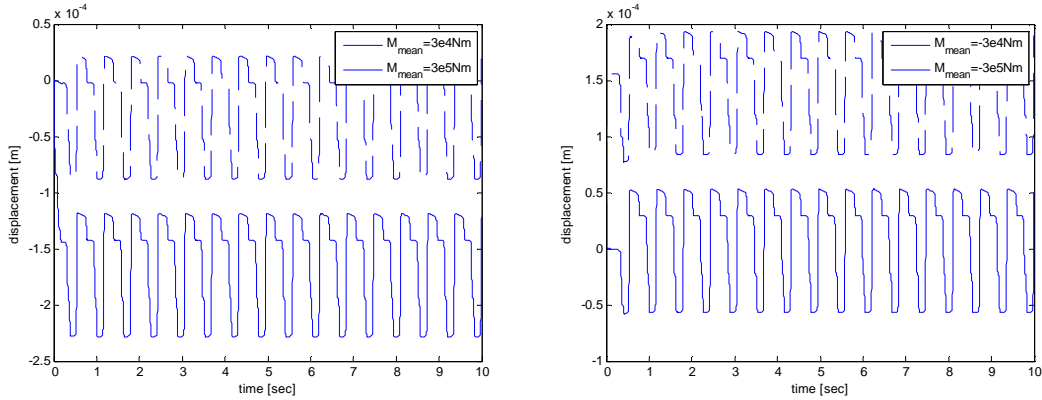 x 10^-4
0.5
0
-0.5
-1
-1.5
-2
-2.5
displacement [m]
0 1 2 3 4 5 6 7 8 9 10
time [sec]
M_mean=3e4Nm
M_mean=3e5Nm
x 10^-4
2
1.5
1
0.5
0
-0.5
-1
displacement [m]
0 1 2 3 4 5 6 7 8 9 10
time [sec]
M_mean=-3e4Nm
M_mean=-3e5Nm